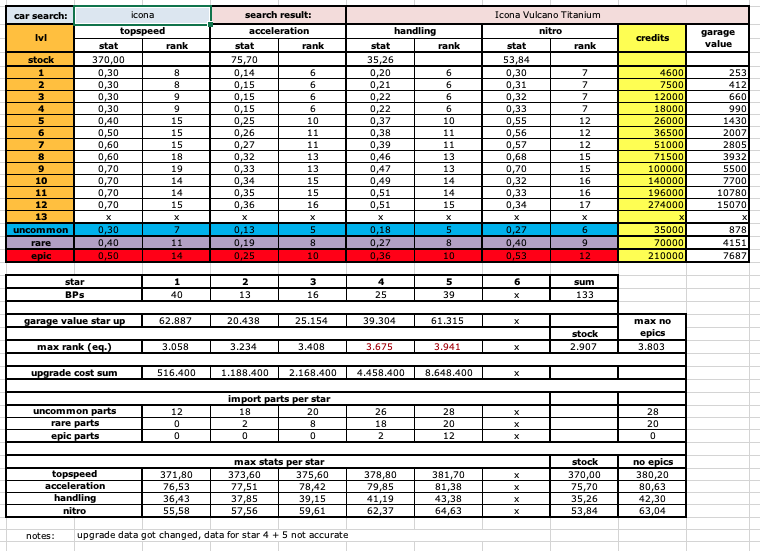 car search: icona search result: Icona Vulcano Titanium
lvl topspeed acceleration handling nitro credits garage value
stat rank stat rank stat rank stat rank
stock 370,00 75,70 35,26 53,84
1 0,30 8 0,14 6 0,20 6 0,30 7 4600 253
2 0,30 8 0,15 6 0,21 6 0,31 7 7500 412
3 0,30 9 0,15 6 0,22 6 0,32 7 12000 660
4 0,30 9 0,15 6 0,22 6 0,33 7 18000 990
5 0,40 15 0,25 10 0,37 10 0,55 12 26000 1430
6 0,50 15 0,26 11 0,38 11 0,56 12 36500 2007
7 0,60 15 0,27 11 0,39 11 0,57 12 51000 2805
8 0,60 18 0,32 13 0,46 13 0,68 15 71500 3932
9 0,70 19 0,33 13 0,47 13 0,70 15 100000 5500
10 0,70 14 0,34 15 0,49 14 0,32 16 140000 7700
11 0,70 14 0,35 15 0,51 14 0,33 16 196000 10780
12 0,70 15 0,36 16 0,51 15 0,34 17 274000 15070
13 x x x x x x x x x x
uncommon 0,30 7 0,13 5 0,18 5 0,27 6 35000 878
rare 0,40 11 0,19 8 0,27 8 0,40 9 70000 4151
epic 0,50 14 0,25 10 0,36 10 0,53 12 210000 7687
star 1 2 3 4 5 6 sum
BPs 40 13 16 25 39 x 133
garage value star up 62.887 20.438 25.154 39.304 61.315 x max no
stock epics
max rank (eq.) 3.058 3.234 3.408 3.675 3.941 x 2.907 3.803
upgrade cost sum 516.400 1.188.400 2.168.400 4.458.400 8.648.400 x
import parts per star
uncommon parts 12 18 20 26 28 x 28
rare parts 0 2 8 18 20 x 20
epic parts 0 0 0 2 12 x 0
max stats per star stock no epics
topspeed 371,80 373,60 375,60 378,80 381,70 x 370,00 380,20
acceleration 76,53 77,51 78,42 79,85 81,38 x 75,70 80,63
handling 36,43 37,85 39,15 41,19 43,38 x 35,26 42,30
nitro 55,58 57,56 59,61 62,37 64,63 x 53,84 63,04
notes: upgrade data got changed, data for star 4 + 5 not accurate